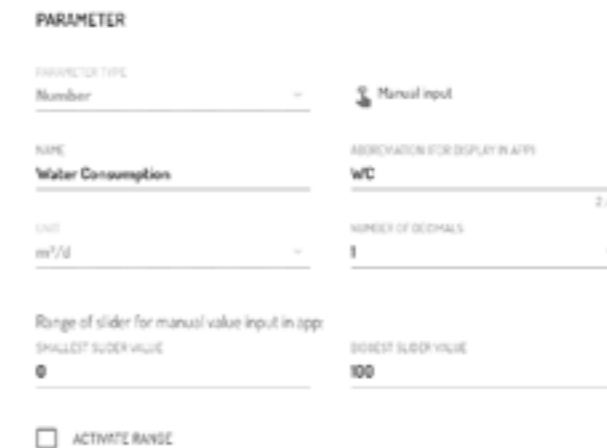 PARAMETER
PARAMETER TYPE
Number
Manual input
NAME
Water Consumption
ABBREVIATION (FOR DISPLAY IN APP)
WC
UNIT
m³/d
NUMBER OF DECIMALS
1
Range of slider for manual value input in app:
SMALLEST SLIDER VALUE
0
BIGGEST SLIDER VALUE
100
ACTIVATE RANGE